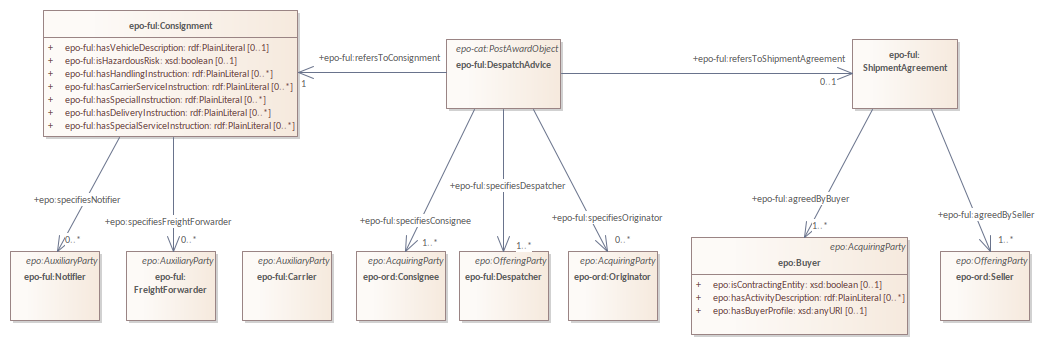 epo-ful:Consignment
+ epo-ful:hasVehicleDescription: rdf:PlainLiteral [0..1]
+ epo-ful:isHazardousRisk: xsd:boolean [0..1]
+ epo-ful:hasHandlingInstruction: rdf:PlainLiteral [0..*]
+ epo-ful:hasCarrierServiceInstruction: rdf:PlainLiteral [0..*]
+ epo-ful:hasSpecialInstruction: rdf:PlainLiteral [0..*]
+ epo-ful:hasDeliveryInstruction: rdf:PlainLiteral [0..*]
+ epo-ful:hasSpecialServiceInstruction: rdf:PlainLiteral [0..*]
+epo-ful:refersToConsignment
1
epo-cat:PostAwardObject
epo-ful:DespatchAdvice
+epo-ful:refersToShipmentAgreement
0..1
epo-ful:
ShipmentAgreement
+epo:specifiesNotifier
0..*
+epo:specifiesFreightForwarder
0..*
+epo-ful:specifiesConsignee
1..*
+epo-ful:specifiesDespatcher
1..*
+epo-ful:specifiesOriginator
0..*
+epo-ful:agreedByBuyer
1..*
+epo-ful:agreedBySeller
1..*
epo:AuxiliaryParty
epo-ful:Notifier
epo:AuxiliaryParty
epo-ful:
FreightForwarder
epo:AuxiliaryParty
epo-ful:Carrier
epo:AcquiringParty
epo-ord:Consignee
epo:OfferingParty
epo-ful:Despatcher
epo:AcquiringParty
epo-ord:Originator
epo:AcquiringParty
epo:Buyer
+ epo:isContractingEntity: xsd:boolean [0..1]
+ epo:hasActivityDescription: rdf:PlainLiteral [0..*]
+ epo:hasBuyerProfile: xsd:anyURI [0..1]
epo:OfferingParty
epo-ord:Seller